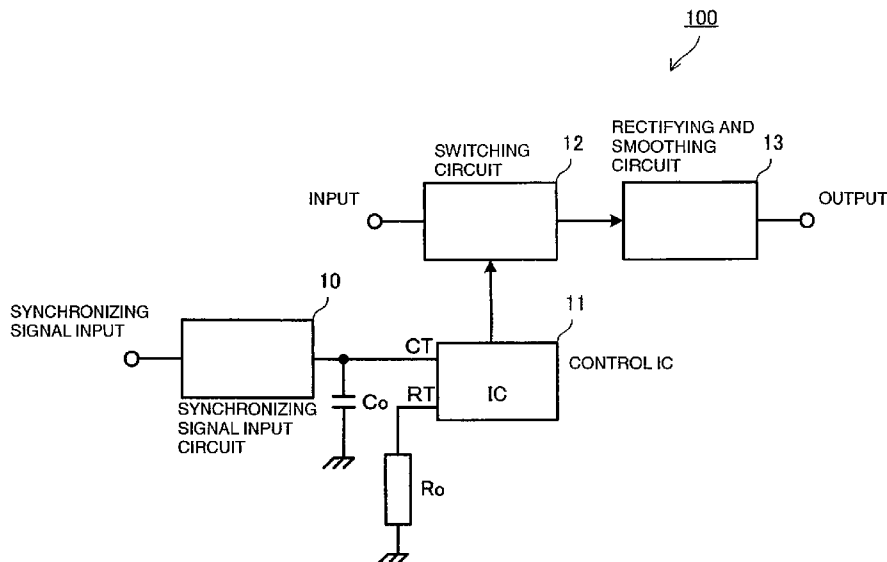 100
RECTIFYING AND
SMOOTHING
CIRCUIT
13
SWITCHING
CIRCUIT
12
INPUT
OUTPUT
SYNCHRONIZING
SIGNAL INPUT
10
11
CT
CONTROL IC
IC
RT
Co
SYNCHRONIZING
SIGNAL INPUT
CIRCUIT
Ro